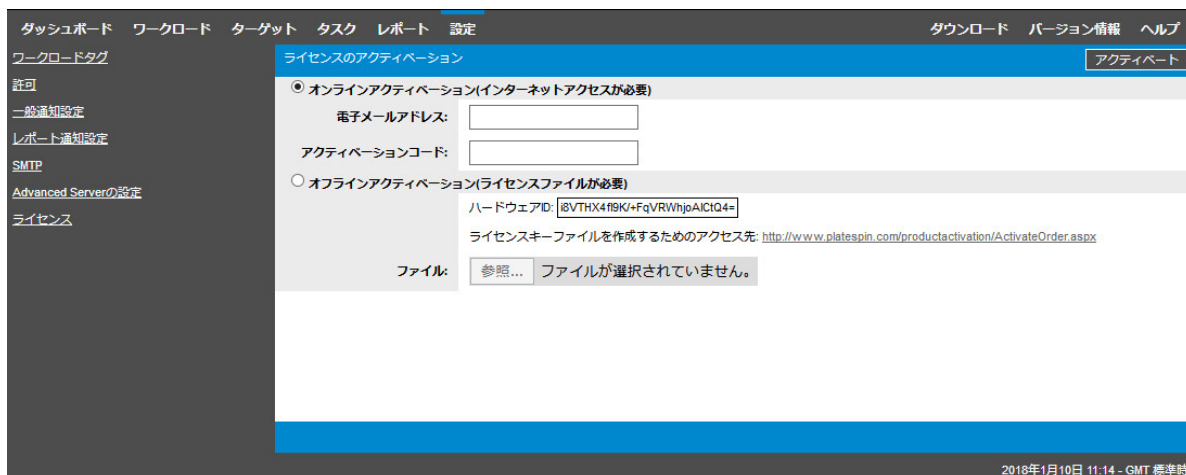 ダッシュボード ワークロード ターゲット タスク レポート 設定 ダウンロード バージョン情報 ヘルプ
ワークロードタグ
許可
一般通知設定
レポート通知設定
SMTP
Advanced Serverの設定
ライセンス
ライセンスのアクティベーション アクティベート
オンラインアクティベーション(インターネットアクセスが必要)
電子メールアドレス:
アクティベーションコード:
オフラインアクティベーション(ライセンスファイルが必要)
ハードウェアID: i8VTHX4fl9K/+FqVRWhjoAICtQ4=
ライセンスキーファイルを作成するためのアクセス先: http://www.platespin.com/productactivation/ActivateOrder.aspx
ファイル: 参照... ファイルが選択されていません。
2018年1月10日 11:14 - GMT 標準時